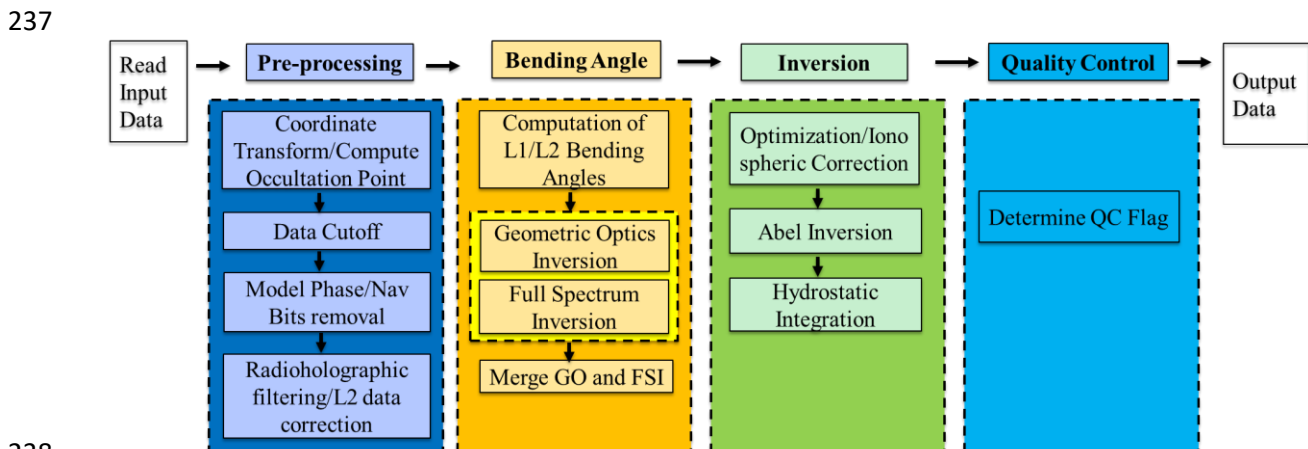 237
Read
Input
Data
Pre-processing
Bending Angle
Inversion
Quality Control
Output
Data
Coordinate
Transform/Compute
Occultation Point
Data Cutoff
Model Phase/Nav
Bits removal
Radioholographic
filtering/L2 data
correction
Computation of
L1/L2 Bending
Angles
Geometric Optics
Inversion
Full Spectrum
Inversion
Merge GO and FSI
Optimization/Iono
spheric Correction
Abel Inversion
Hydrostatic
Integration
Determine QC Flag